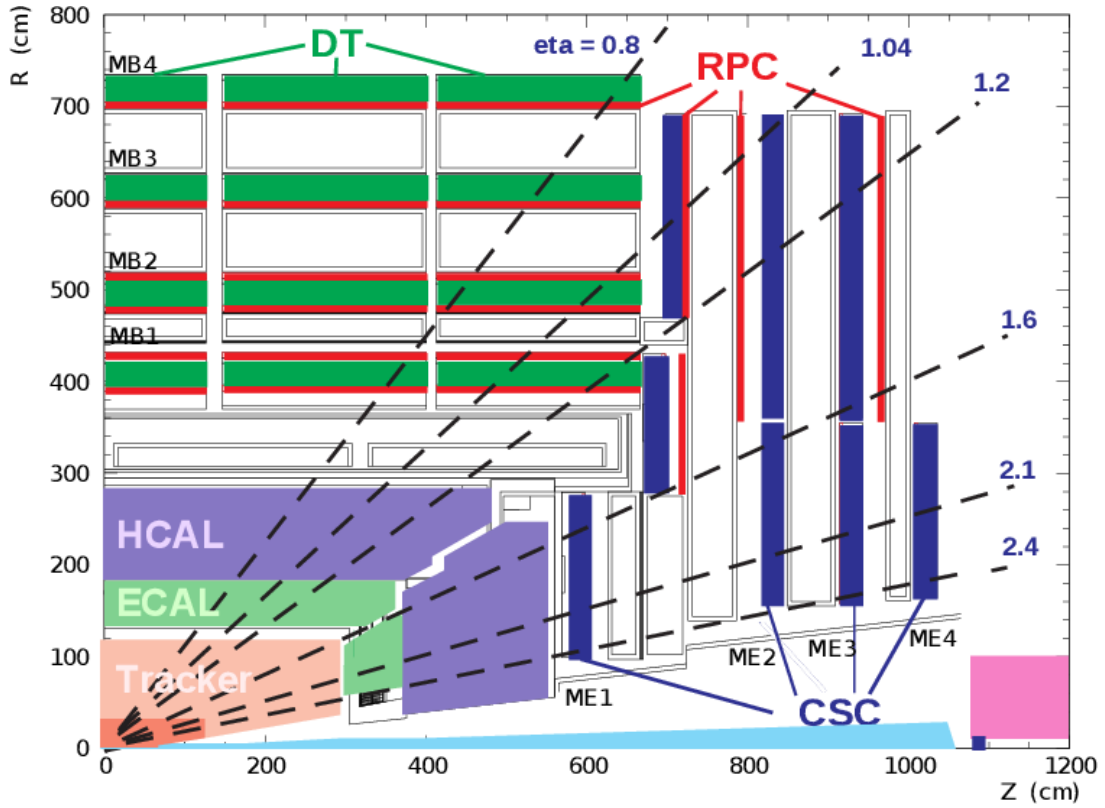 R (cm)
800
700
600
500
400
300
200
100
0
0
200
400
600
800
1000
1200
Z (cm)
DT
eta = 0.8
1.04
1.2
1.6
2.1
2.4
RPC
MB4
MB3
MB2
MB1
HCAL
ECAL
Tracker
ME1
ME2
ME3
ME4
CSC